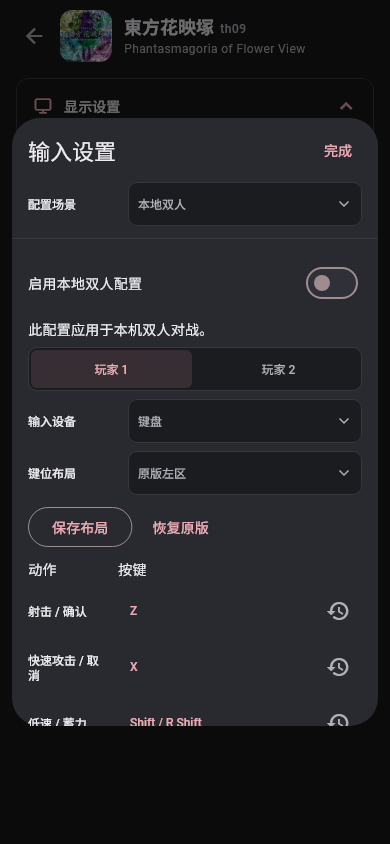 東方花映塚 th09
Phantasmagoria of Flower View
显示设置
输入设置
完成
配置场景
本地双人
启用本地双人配置
此配置应用于本机双人对战。
玩家 1
玩家 2
输入设备
键盘
键位布局
原版左区
保存布局
恢复原版
动作
按键
射击 / 确认
Z
快速攻击 / 取
消
X
低速 / 蓄力
Shift / R Shift